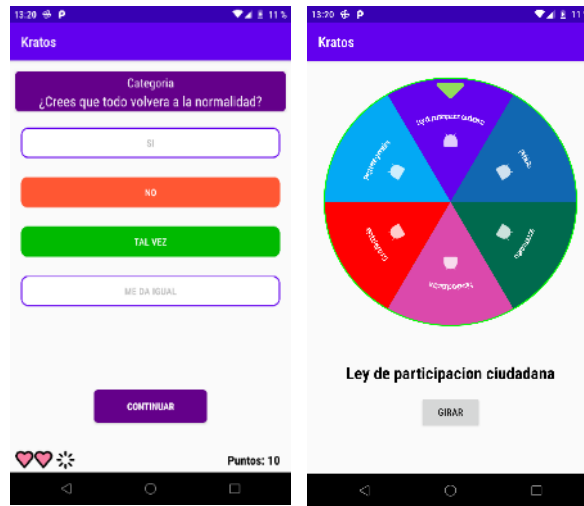 13:20 P 11%
Kratos
Categoria
¿Crees que todo volvera a la normalidad?
SI
NO
TAL VEZ
ME DA IGUAL
CONTINUAR
Puntos: 10
13:20 P 11
Kratos
Ley de participacion ciudadana
GIRAR